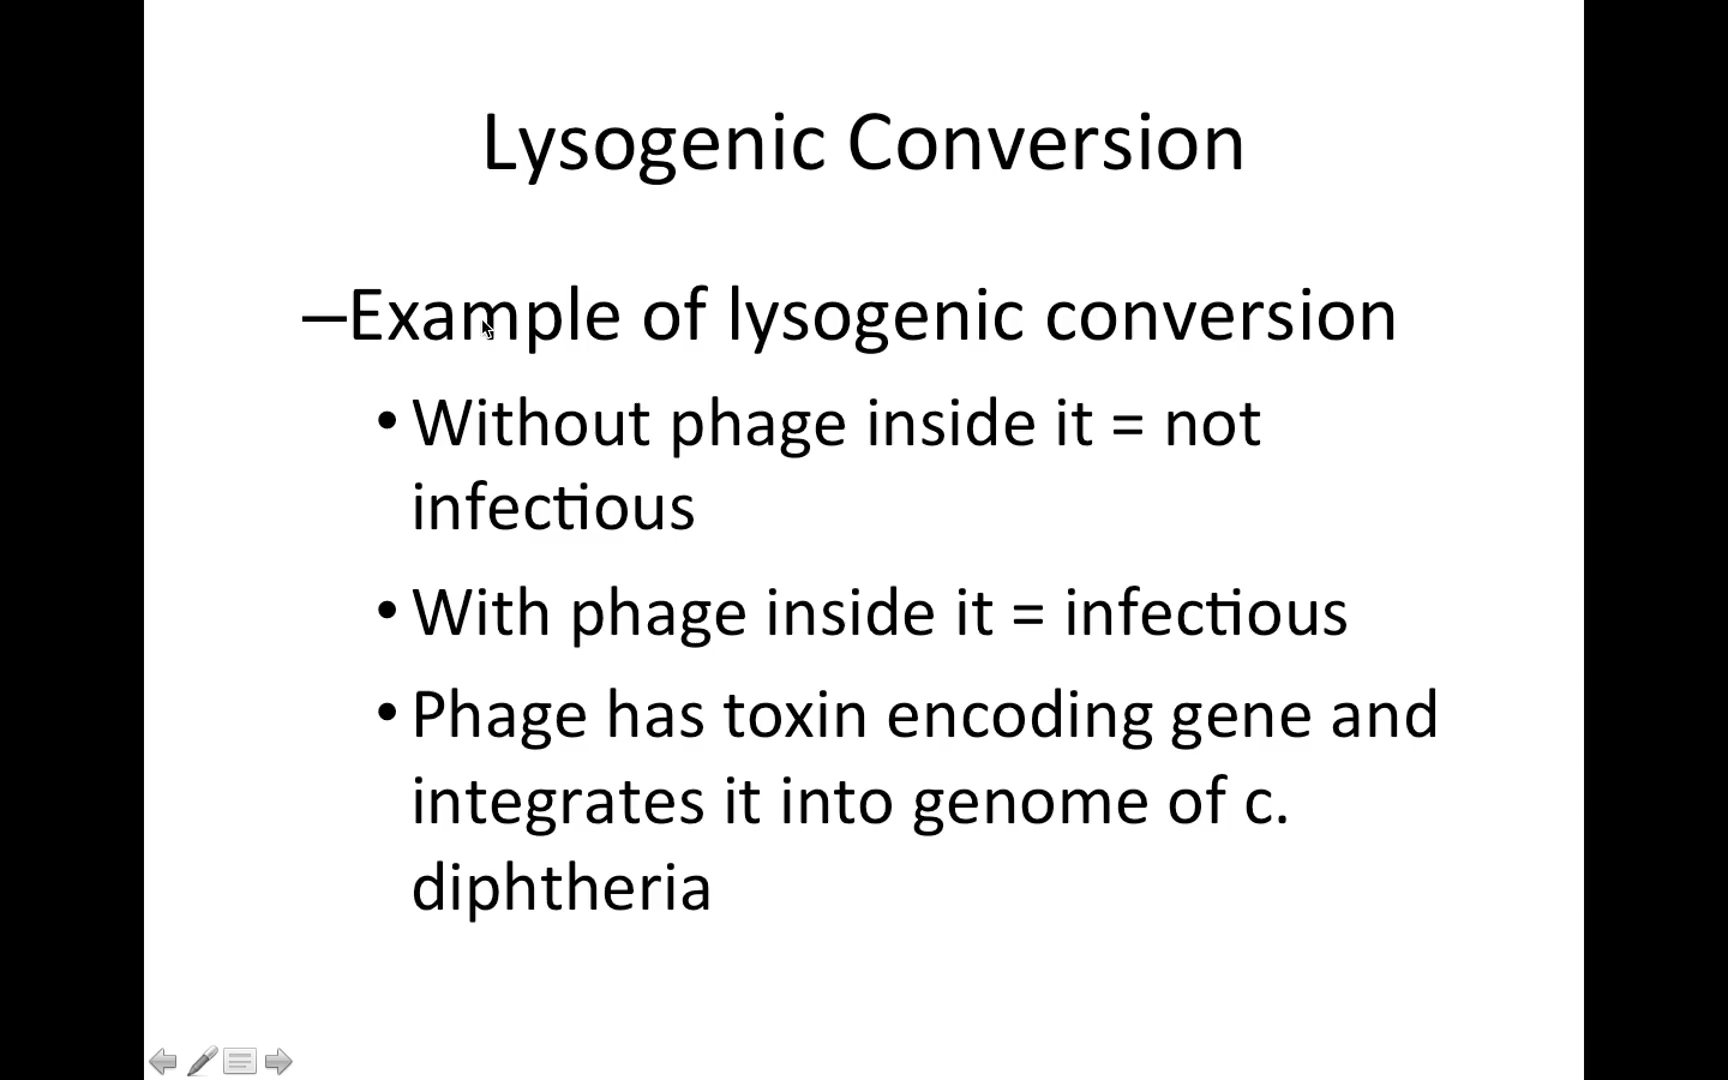 Lysogenic Conversion
–Example of lysogenic conversion
• Without phage inside it = not
infectious
• With phage inside it = infectious
• Phage has toxin encoding gene and
integrates it into genome of c.
diphtheria